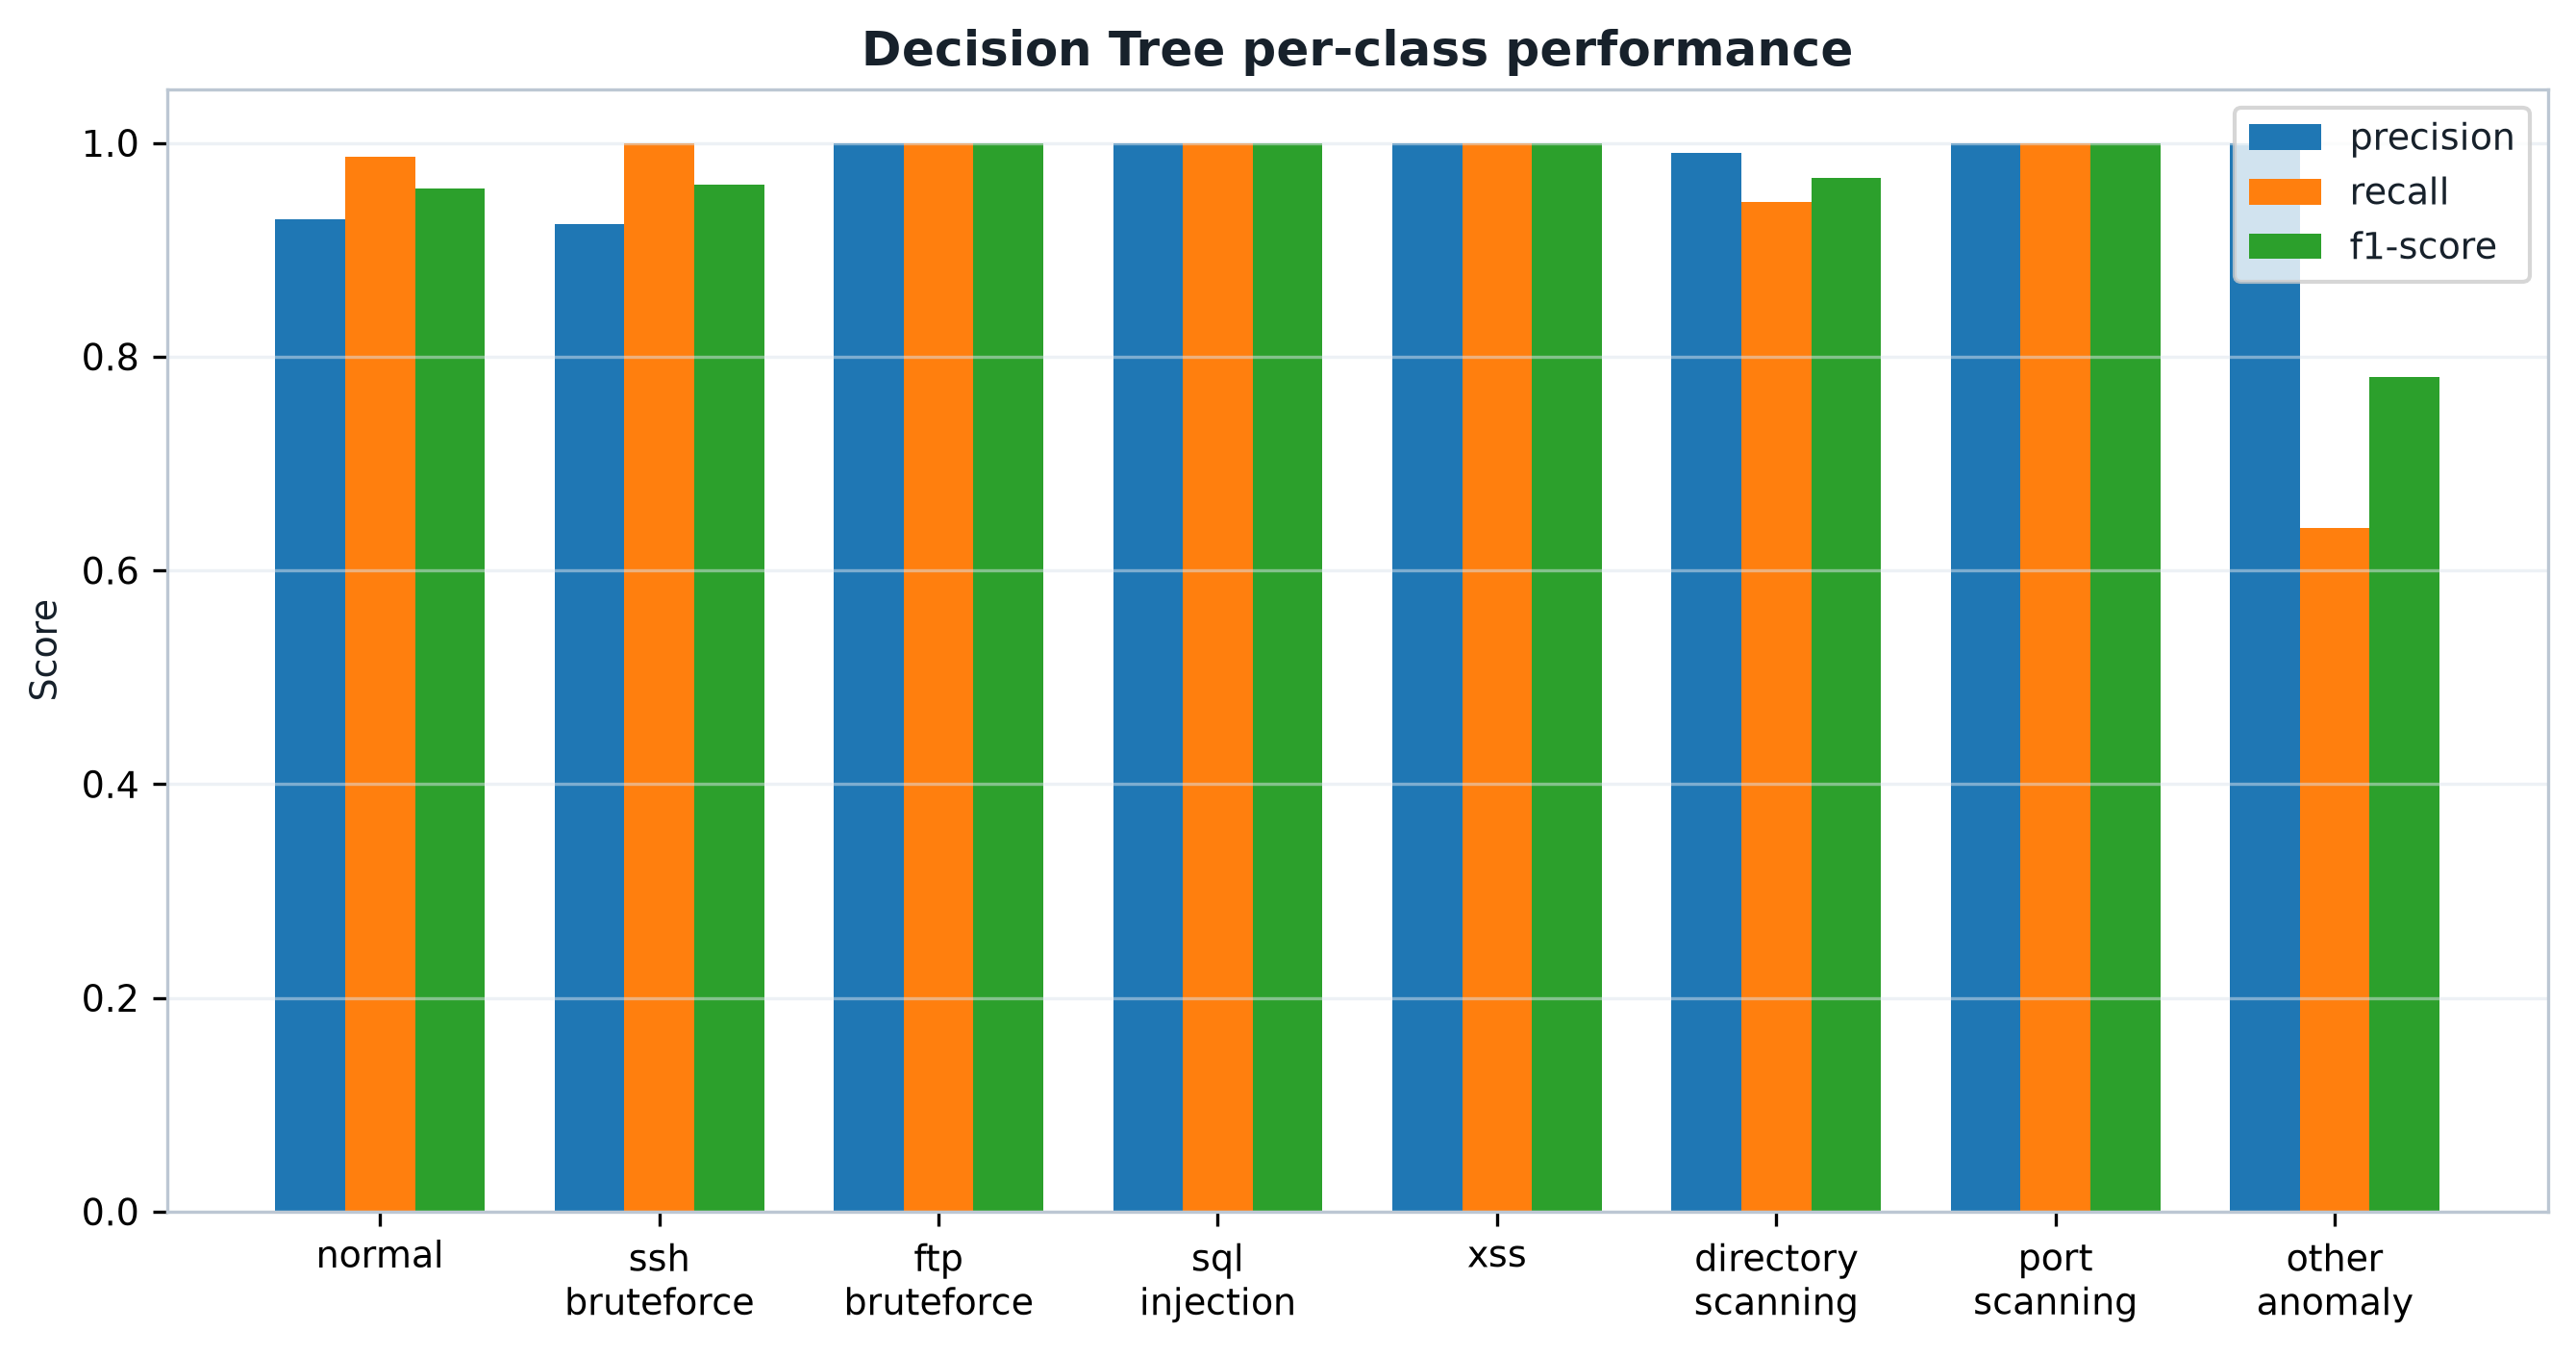 Decision Tree per-class performance
precision
recall
f1-score
1.0
0.8
0.6
0.4
0.2
0.0
Score
normal
ssh
bruteforce
ftp
bruteforce
sql
injection
xss
directory
scanning
port
scanning
other
anomaly